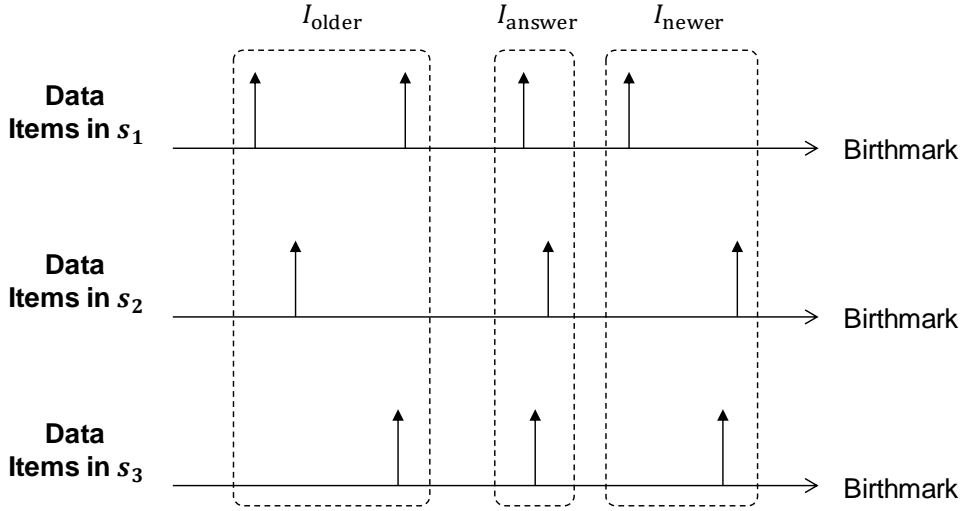 I_older I_answer I_newer
Data
Items in s_1
Birthmark
Data
Items in s_2
Birthmark
Data
Items in s_3
Birthmark